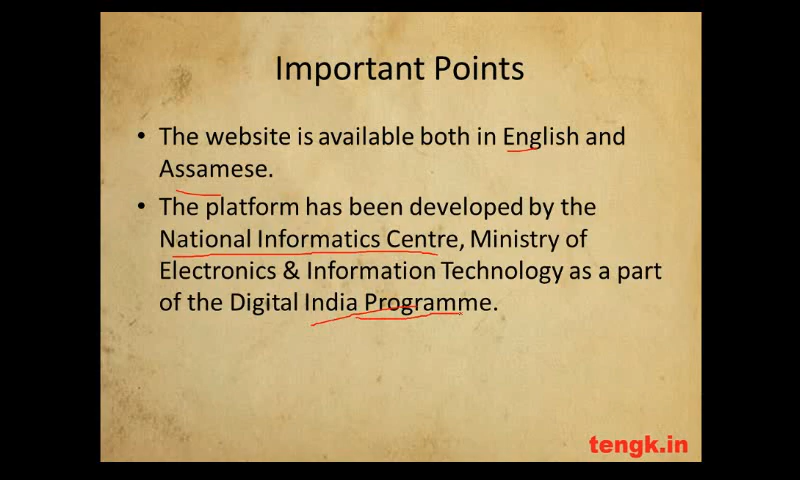 Important Points
• The website is available both in English and
Assamese.
• The platform has been developed by the
National Informatics Centre, Ministry of
Electronics & Information Technology as a part
of the Digital India Programme.
tengk.in